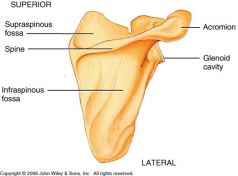 SUPERIOR
Supraspinous
fossa
Spine
Infraspinous
fossa
Acromion
Glenoid
cavity
LATERAL
Copyright © 2006 John Wiley & Sons, Inc. All rights reserved.